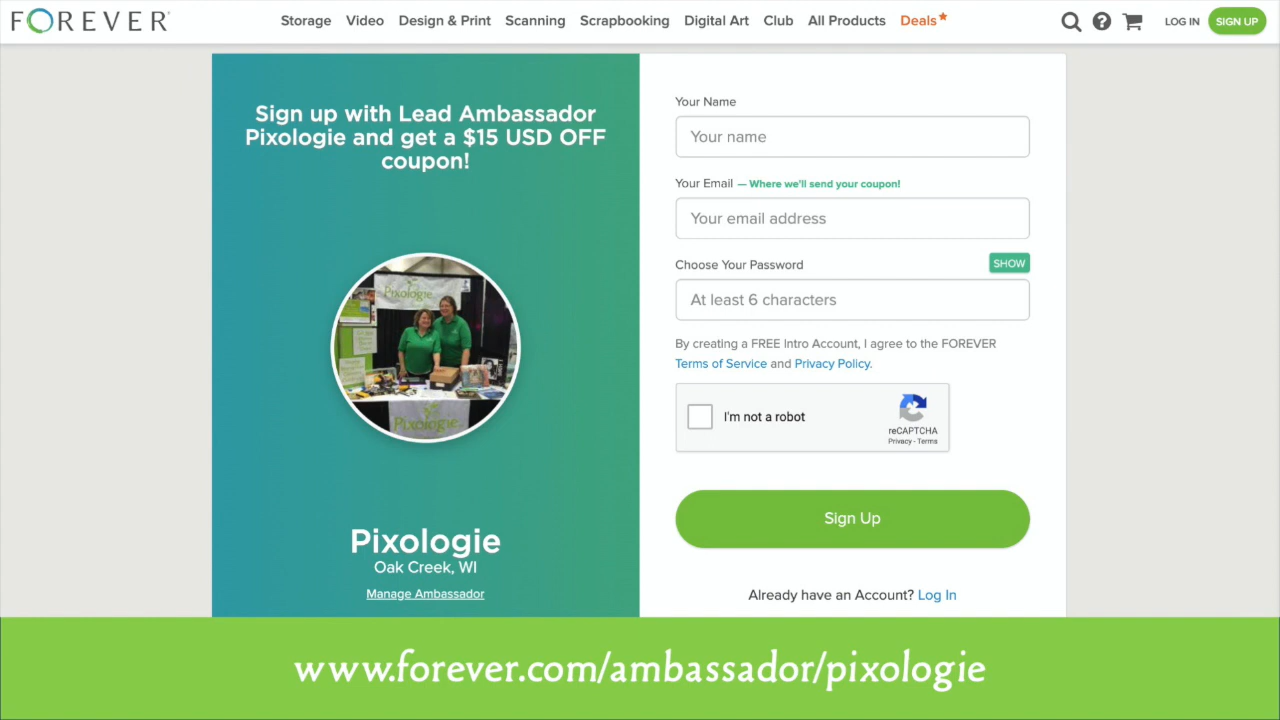 FOREVER
Storage Video Design & Print Scanning Scrapbooking Digital Art Club All Products Deals
LOG IN
SIGN UP
Sign up with Lead Ambassador
Pixologie and get a $15 USD OFF
coupon!
Pixologie
Pixologie
Pixologie
Oak Creek, WI
Manage Ambassador
Your Name
Your name
Your Email — Where we'll send your coupon!
Your email address
Choose Your Password
SHOW
At least 6 characters
By creating a FREE Intro Account, I agree to the FOREVER
Terms of Service and Privacy Policy.
I'm not a robot
reCAPTCHA
Privacy - Terms
Sign Up
Already have an Account? Log In
www.forever.com/ambassador/pixologie